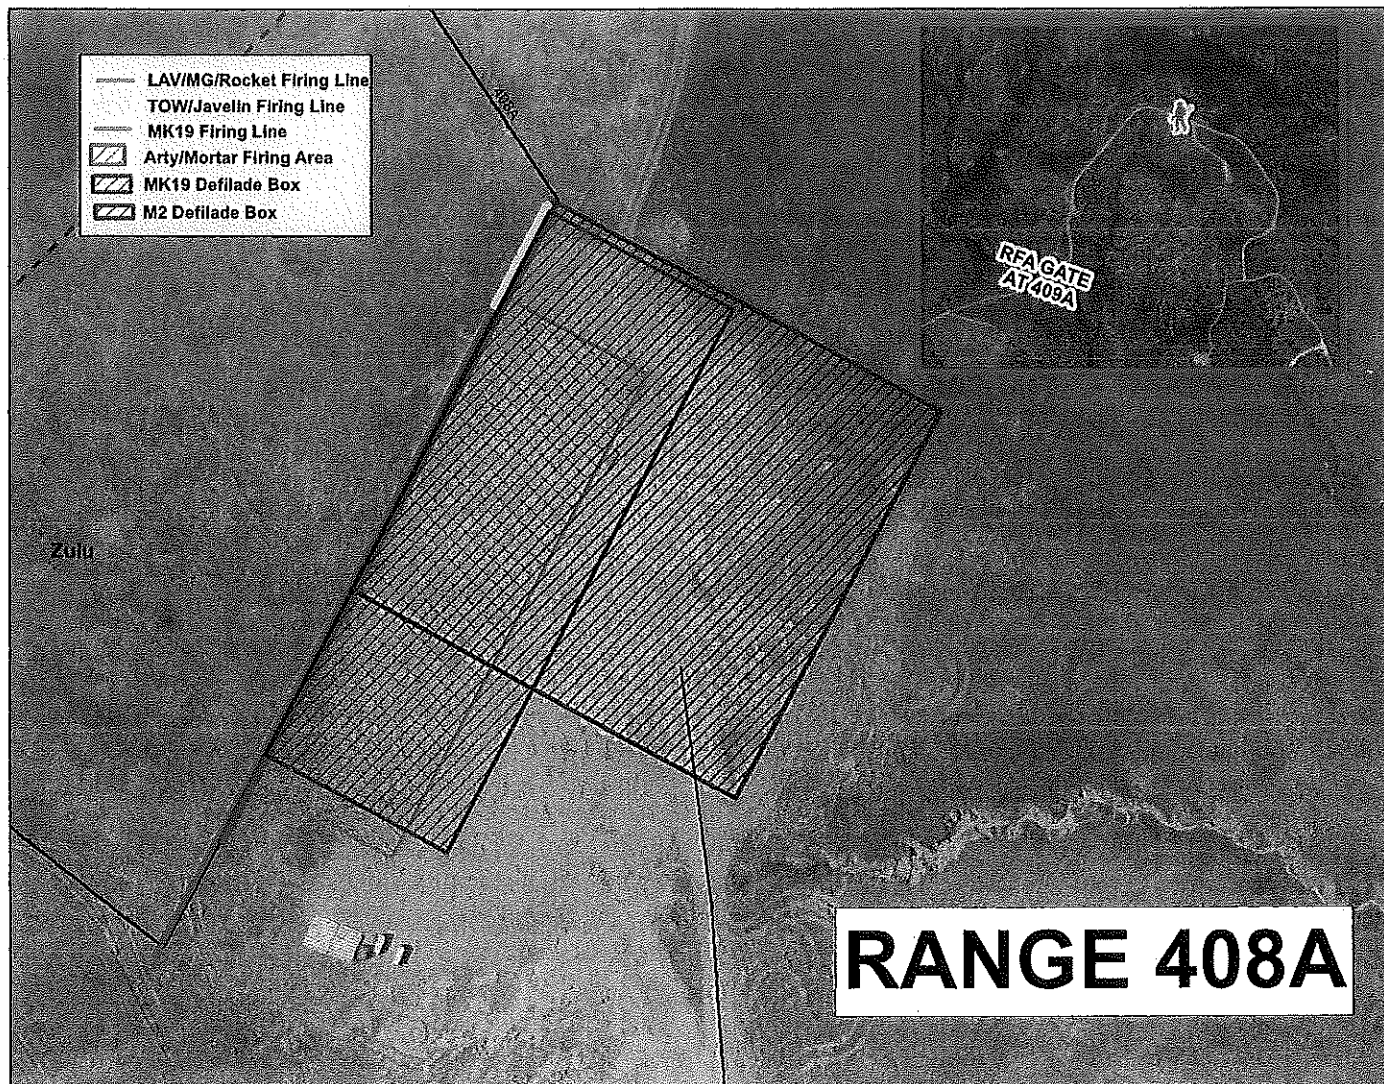 LAV/MG/Rocket Firing Line
TOW/Javelin Firing Line
MK19 Firing Line
Arty/Mortar Firing Area
MK19 Defilade Box
M2 Defilade Box
408A
RFA GATE
AT 409A
Zulu
RANGE 408A